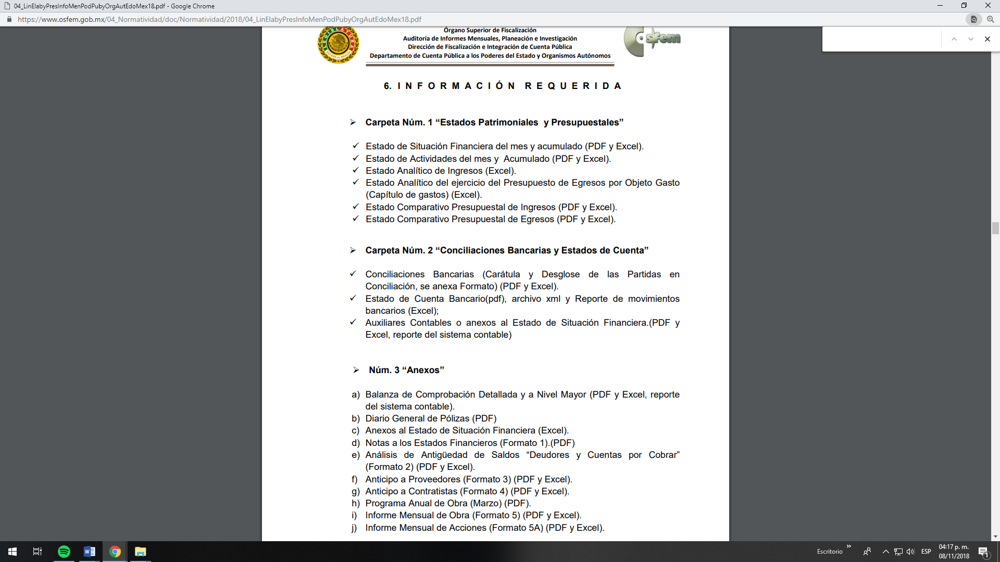 04_LinElabyPresInfoMenPodPubyOrgAutEdoMex18.pdf - Google Chrome
https://www.osfem.gob.mx/04_Normatividad/doc/Normatividad/2018/04_LinElabyPresInfoMenPodPubyOrgAutEdoMex18.pdf
LEGISLATURA
ESTADO DE MÉXICO
Órgano Superior de Fiscalización
Auditoría de Informes Mensuales, Planeación e Investigación
Dirección de Fiscalización e Integración de Cuenta Pública
Departamento de Cuenta Pública a los Poderes del Estado y Organismos Autónomos
osfem
6. I N F O R M A C I Ó N R E Q U E R I D A
➢ Carpeta Núm. 1 “Estados Patrimoniales y Presupuestales”
✓ Estado de Situación Financiera del mes y acumulado (PDF y Excel).
✓ Estado de Actividades del mes y Acumulado (PDF y Excel).
✓ Estado Analítico de Ingresos (Excel).
✓ Estado Analítico del ejercicio del Presupuesto de Egresos por Objeto Gasto
(Capítulo de gastos) (Excel).
✓ Estado Comparativo Presupuestal de Ingresos (PDF y Excel).
✓ Estado Comparativo Presupuestal de Egresos (PDF y Excel).
➢ Carpeta Núm. 2 “Conciliaciones Bancarias y Estados de Cuenta”
✓ Conciliaciones Bancarias (Carátula y Desglose de las Partidas en
Conciliación, se anexa Formato) (PDF y Excel).
✓ Estado de Cuenta Bancario(pdf), archivo xml y Reporte de movimientos
bancarios (Excel);
✓ Auxiliares Contables o anexos al Estado de Situación Financiera.(PDF y
Excel, reporte del sistema contable)
➢ Núm. 3 “Anexos”
a) Balanza de Comprobación Detallada y a Nivel Mayor (PDF y Excel, reporte
del sistema contable).
b) Diario General de Pólizas (PDF)
c) Anexos al Estado de Situación Financiera (Excel).
d) Notas a los Estados Financieros (Formato 1).(PDF)
e) Análisis de Antigüedad de Saldos “Deudores y Cuentas por Cobrar”
(Formato 2) (PDF y Excel).
f) Anticipo a Proveedores (Formato 3) (PDF y Excel).
g) Anticipo a Contratistas (Formato 4) (PDF y Excel).
h) Programa Anual de Obra (Marzo) (PDF).
i) Informe Mensual de Obra (Formato 5) (PDF y Excel).
j) Informe Mensual de Acciones (Formato 5A) (PDF y Excel).
Escritorio
ESP
04:17 p. m.
08/11/2018
1